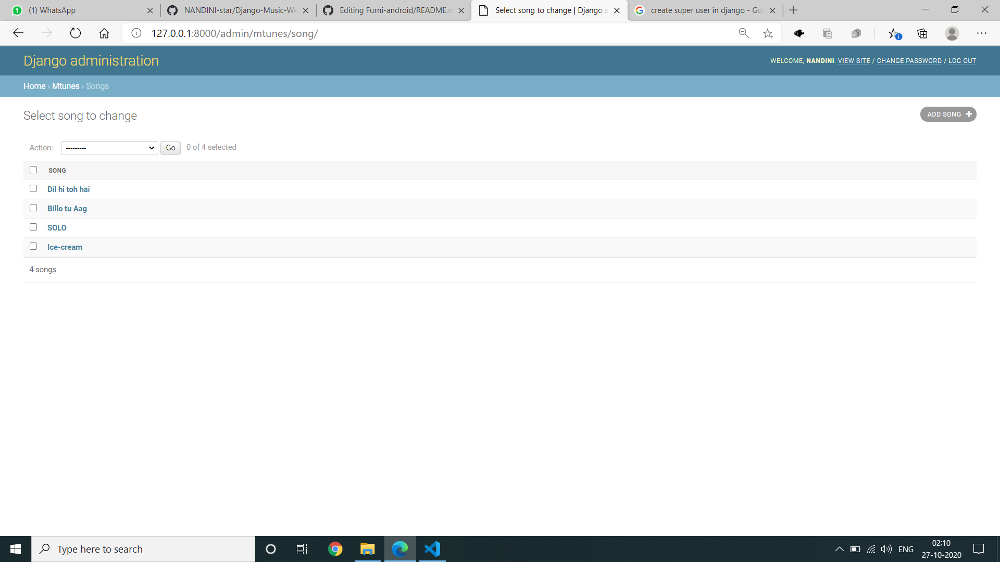 (1) WhatsApp
NANDINI-star/Django-Music-We
Editing Furni-android/README.m
Select song to change | Django s
create super user in django - Goo
127.0.0.1:8000/admin/mtunes/song/
Django administration
WELCOME, NANDINI. VIEW SITE / CHANGE PASSWORD / LOG OUT
Home › Mtunes › Songs
Select song to change
ADD SONG +
Action: --------- Go 0 of 4 selected
SONG
Dil hi toh hai
Billo tu Aag
SOLO
Ice-cream
4 songs
Type here to search
ENG
02:10
27-10-2020